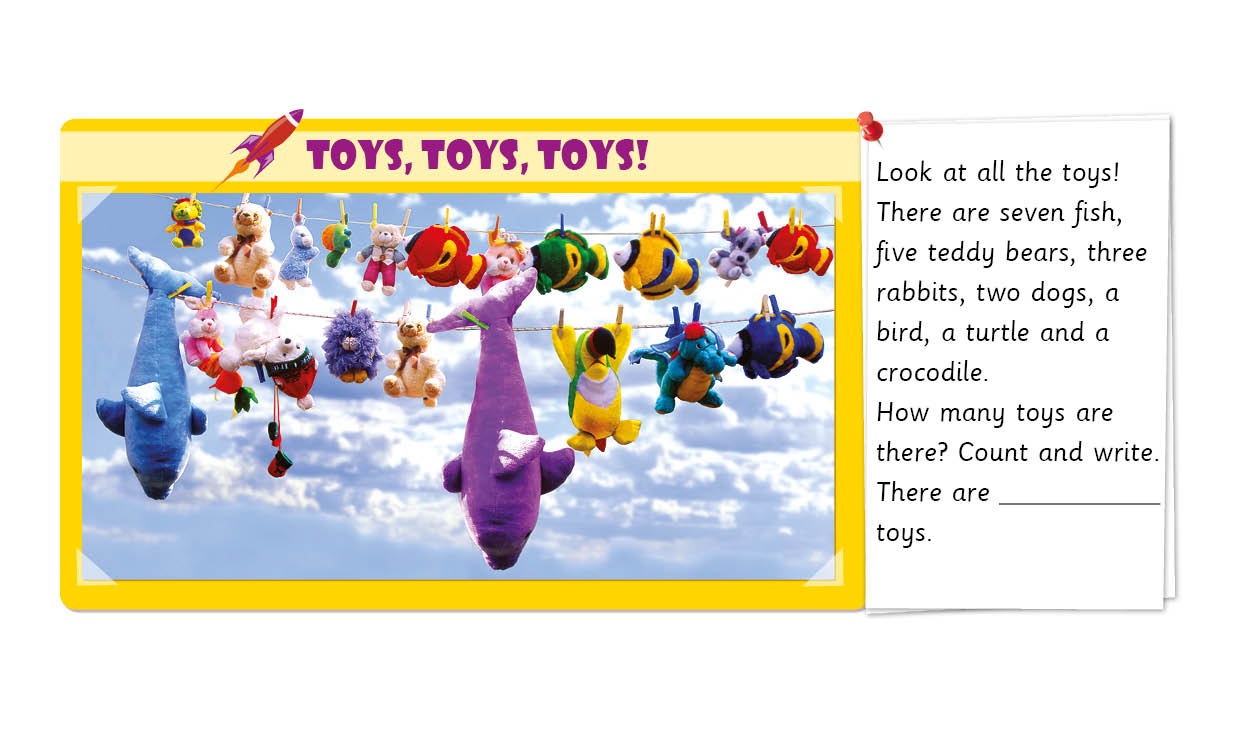 TOYS, TOYS, TOYS!
Look at all the toys!
There are seven fish,
five teddy bears, three
rabbits, two dogs, a
bird, a turtle and a
crocodile.
How many toys are
there? Count and write.
There are ____________
toys.